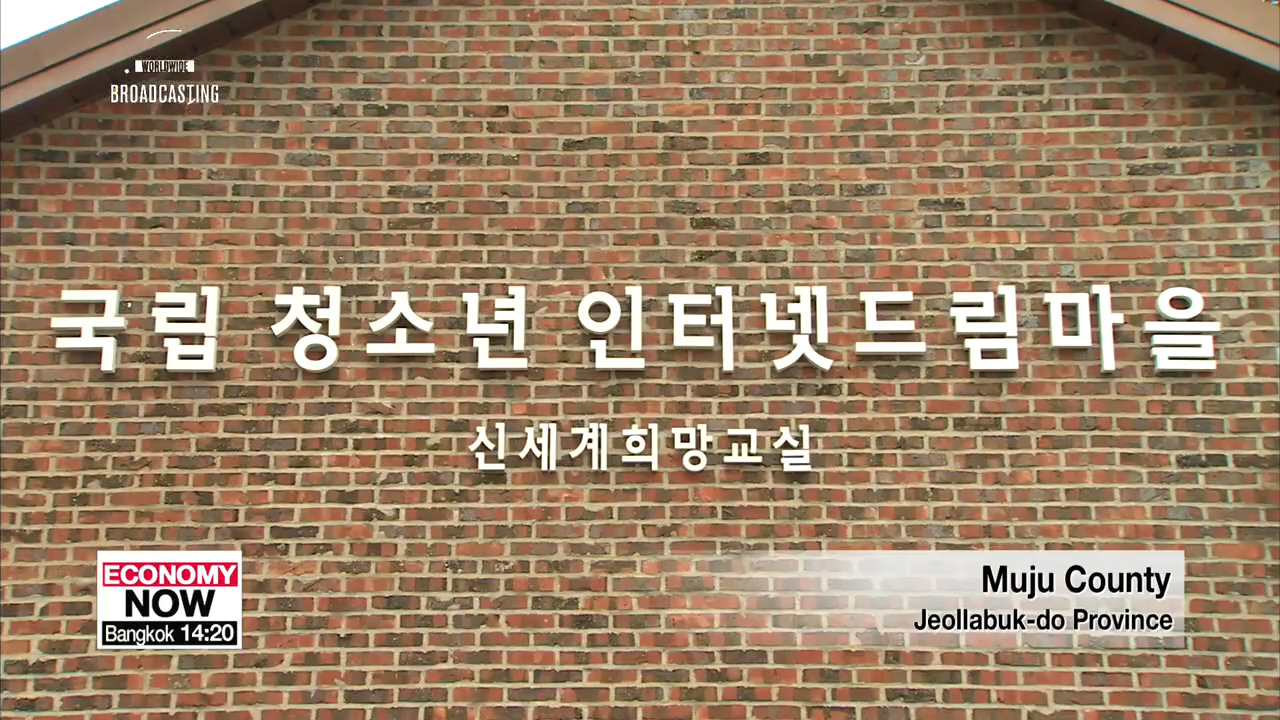 WORLDWIDE
BROADCASTING
국립 청소년 인터넷드림마을
신세계희망교실
ECONOMY
NOW
Bangkok 14:20
Muju County
Jeollabuk-do Province